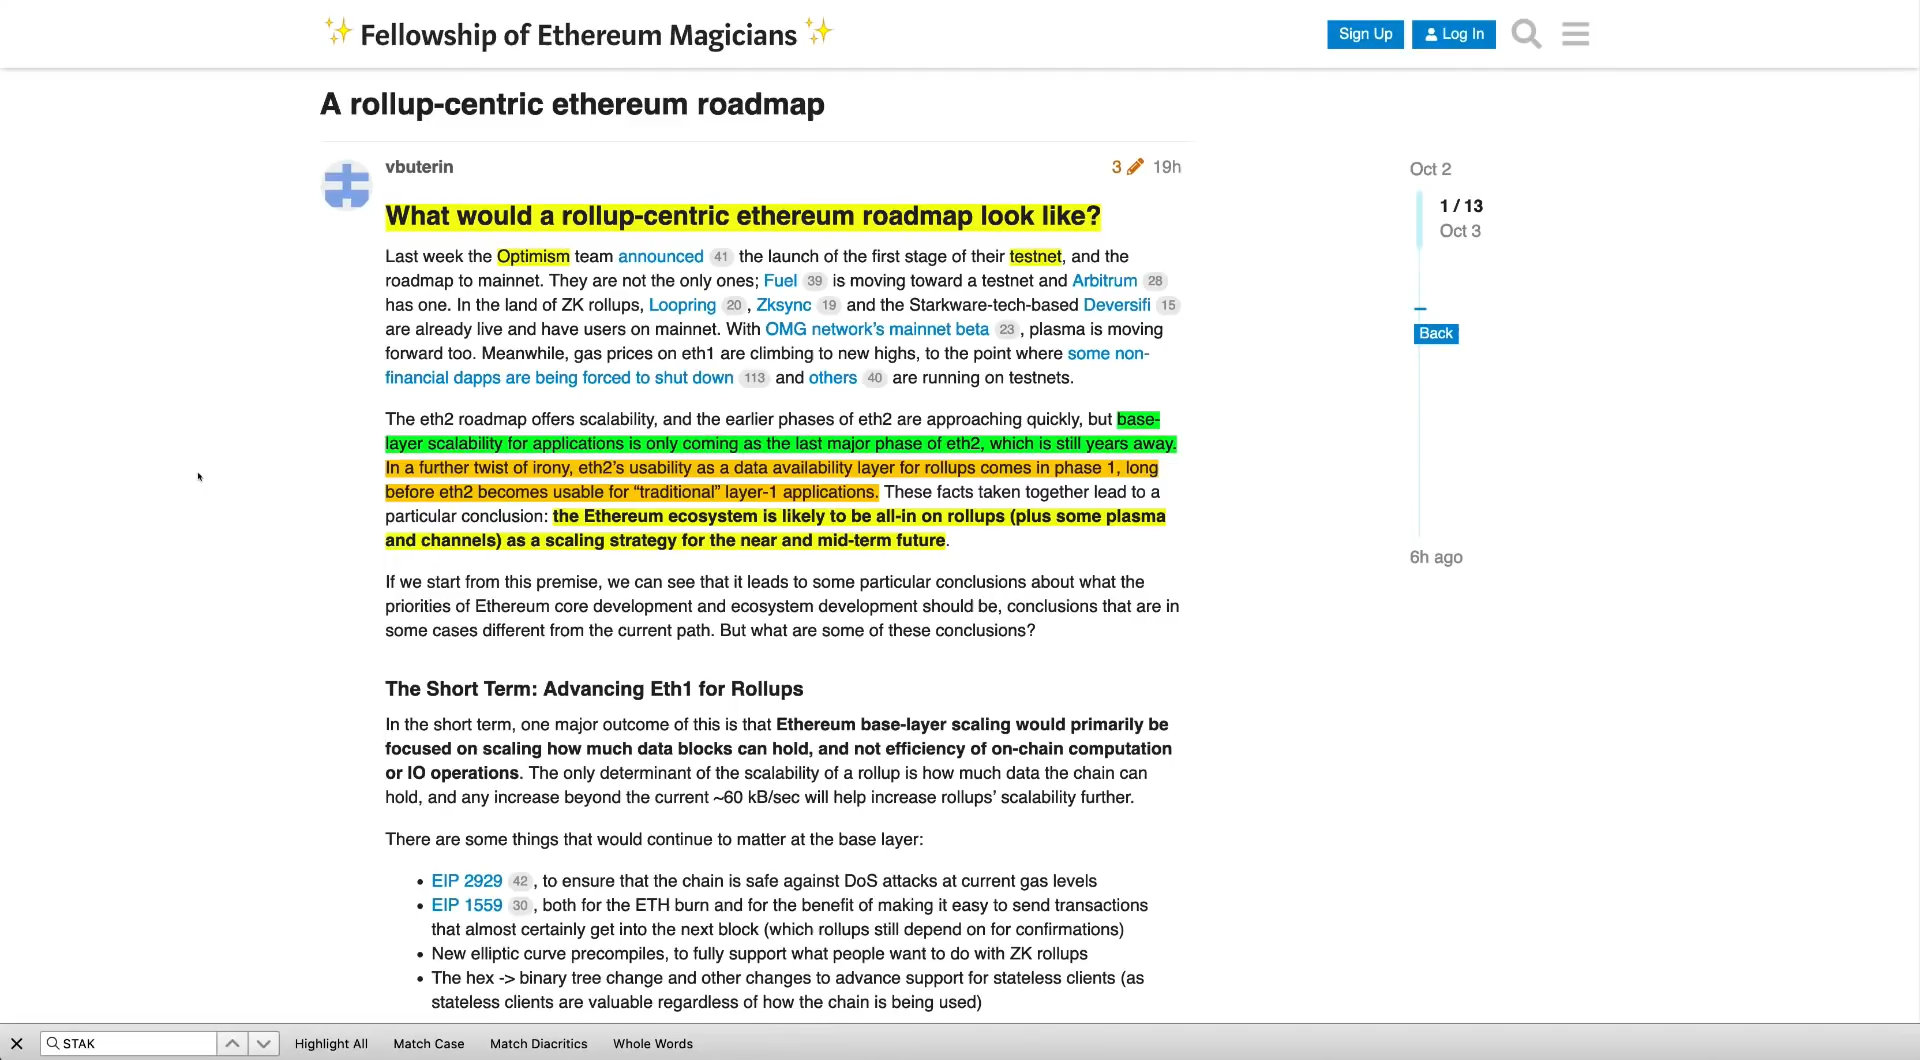 ✨ Fellowship of Ethereum Magicians ✨
Sign Up
Log In
A rollup-centric ethereum roadmap
vbuterin
3
19h
What would a rollup-centric ethereum roadmap look like?
Last week the Optimism team announced 41 the launch of the first stage of their testnet, and the
roadmap to mainnet. They are not the only ones; Fuel 39 is moving toward a testnet and Arbitrum 28
has one. In the land of ZK rollups, Loopring 20 , Zksync 19 and the Starkware-tech-based Deversifi 15
are already live and have users on mainnet. With OMG network’s mainnet beta 23 , plasma is moving
forward too. Meanwhile, gas prices on eth1 are climbing to new highs, to the point where some non-
financial dapps are being forced to shut down 113 and others 40 are running on testnets.
The eth2 roadmap offers scalability, and the earlier phases of eth2 are approaching quickly, but base-
layer scalability for applications is only coming as the last major phase of eth2, which is still years away.
In a further twist of irony, eth2’s usability as a data availability layer for rollups comes in phase 1, long
before eth2 becomes usable for “traditional” layer-1 applications. These facts taken together lead to a
particular conclusion: the Ethereum ecosystem is likely to be all-in on rollups (plus some plasma
and channels) as a scaling strategy for the near and mid-term future.
If we start from this premise, we can see that it leads to some particular conclusions about what the
priorities of Ethereum core development and ecosystem development should be, conclusions that are in
some cases different from the current path. But what are some of these conclusions?
The Short Term: Advancing Eth1 for Rollups
In the short term, one major outcome of this is that Ethereum base-layer scaling would primarily be
focused on scaling how much data blocks can hold, and not efficiency of on-chain computation
or IO operations. The only determinant of the scalability of a rollup is how much data the chain can
hold, and any increase beyond the current ~60 kB/sec will help increase rollups’ scalability further.
There are some things that would continue to matter at the base layer:
• EIP 2929 42 , to ensure that the chain is safe against DoS attacks at current gas levels
• EIP 1559 30 , both for the ETH burn and for the benefit of making it easy to send transactions
that almost certainly get into the next block (which rollups still depend on for confirmations)
• New elliptic curve precompiles, to fully support what people want to do with ZK rollups
• The hex -> binary tree change and other changes to advance support for stateless clients (as
stateless clients are valuable regardless of how the chain is being used)
Oct 2
1 / 13
Oct 3
Back
6h ago
STAK
Highlight All
Match Case
Match Diacritics
Whole Words